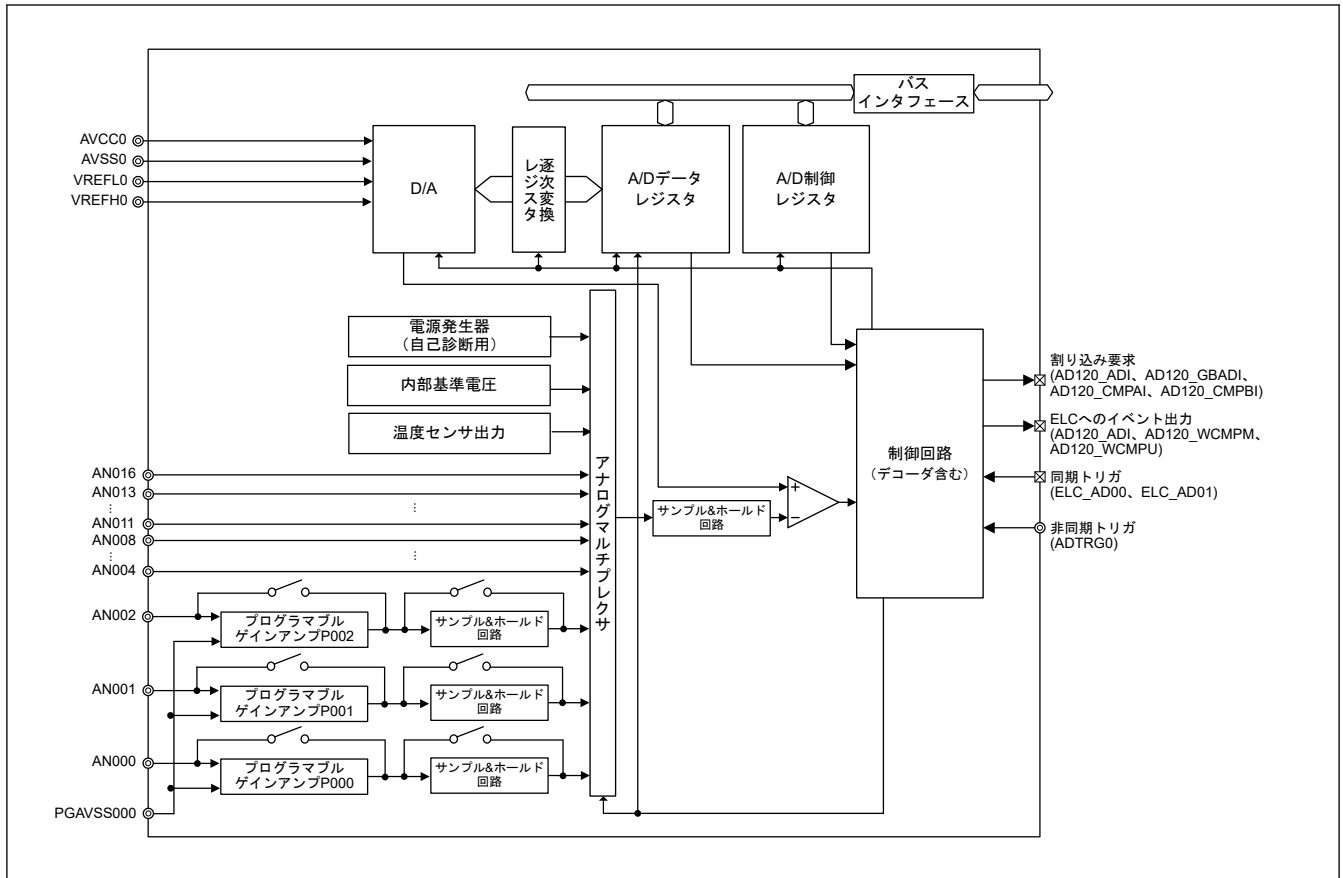 バス
インタフェース
AVCC0
AVSS0
VREFL0
VREFH0
D/A
逐次変換
レジスタ
A/Dデータ
レジスタ
A/D制御
レジスタ
電源発生器
(自己診断用)
内部基準電圧
温度センサ出力
アナログマルチプレクサ
AN016
AN013
AN011
AN008
AN004
AN002
AN001
AN000
PGAVSS000
プログラマブル
ゲインアンプP002
サンプル&ホールド
回路
プログラマブル
ゲインアンプP001
サンプル&ホールド
回路
プログラマブル
ゲインアンプP000
サンプル&ホールド
回路
サンプル&ホールド
回路
+
−
制御回路
(デコーダ含む)
割り込み要求
(AD120_ADI、AD120_GBADI、
AD120_CMPAI、AD120_CMPBI)
ELCへのイベント出力
(AD120_ADI、AD120_WCMPM、
AD120_WCMPU)
同期トリガ
(ELC_AD00、ELC_AD01)
非同期トリガ
(ADTRG0)